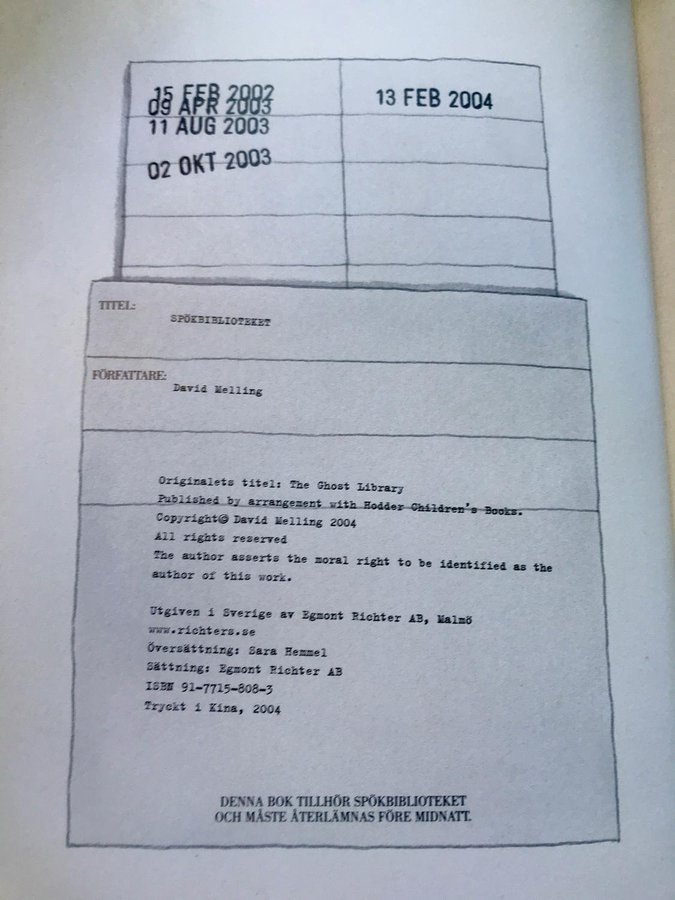 15 FEB 2002
09 APR 2003
11 AUG 2003
02 OKT 2003
13 FEB 2004
TITEL:
SPÖKBIBLIOTEKET
FÖRFATTARE:
David Melling
Originalets titel: The Ghost Library
Published by arrangement with Hodder Children's Books.
Copyright© David Melling 2004
All rights reserved
The author asserts the moral right to be identified as the
author of this work.
Utgiven i Sverige av Egmont Richter AB, Malmö
www.richters.se
Översättning: Sara Hemmel
Sättning: Egmont Richter AB
ISBN 91-7715-808-3
Tryckt i Kina, 2004
DENNA BOK TILLHÖR SPÖKBIBLIOTEKET
OCH MÅSTE ÅTERLÄMNAS FÖRE MIDNATT.